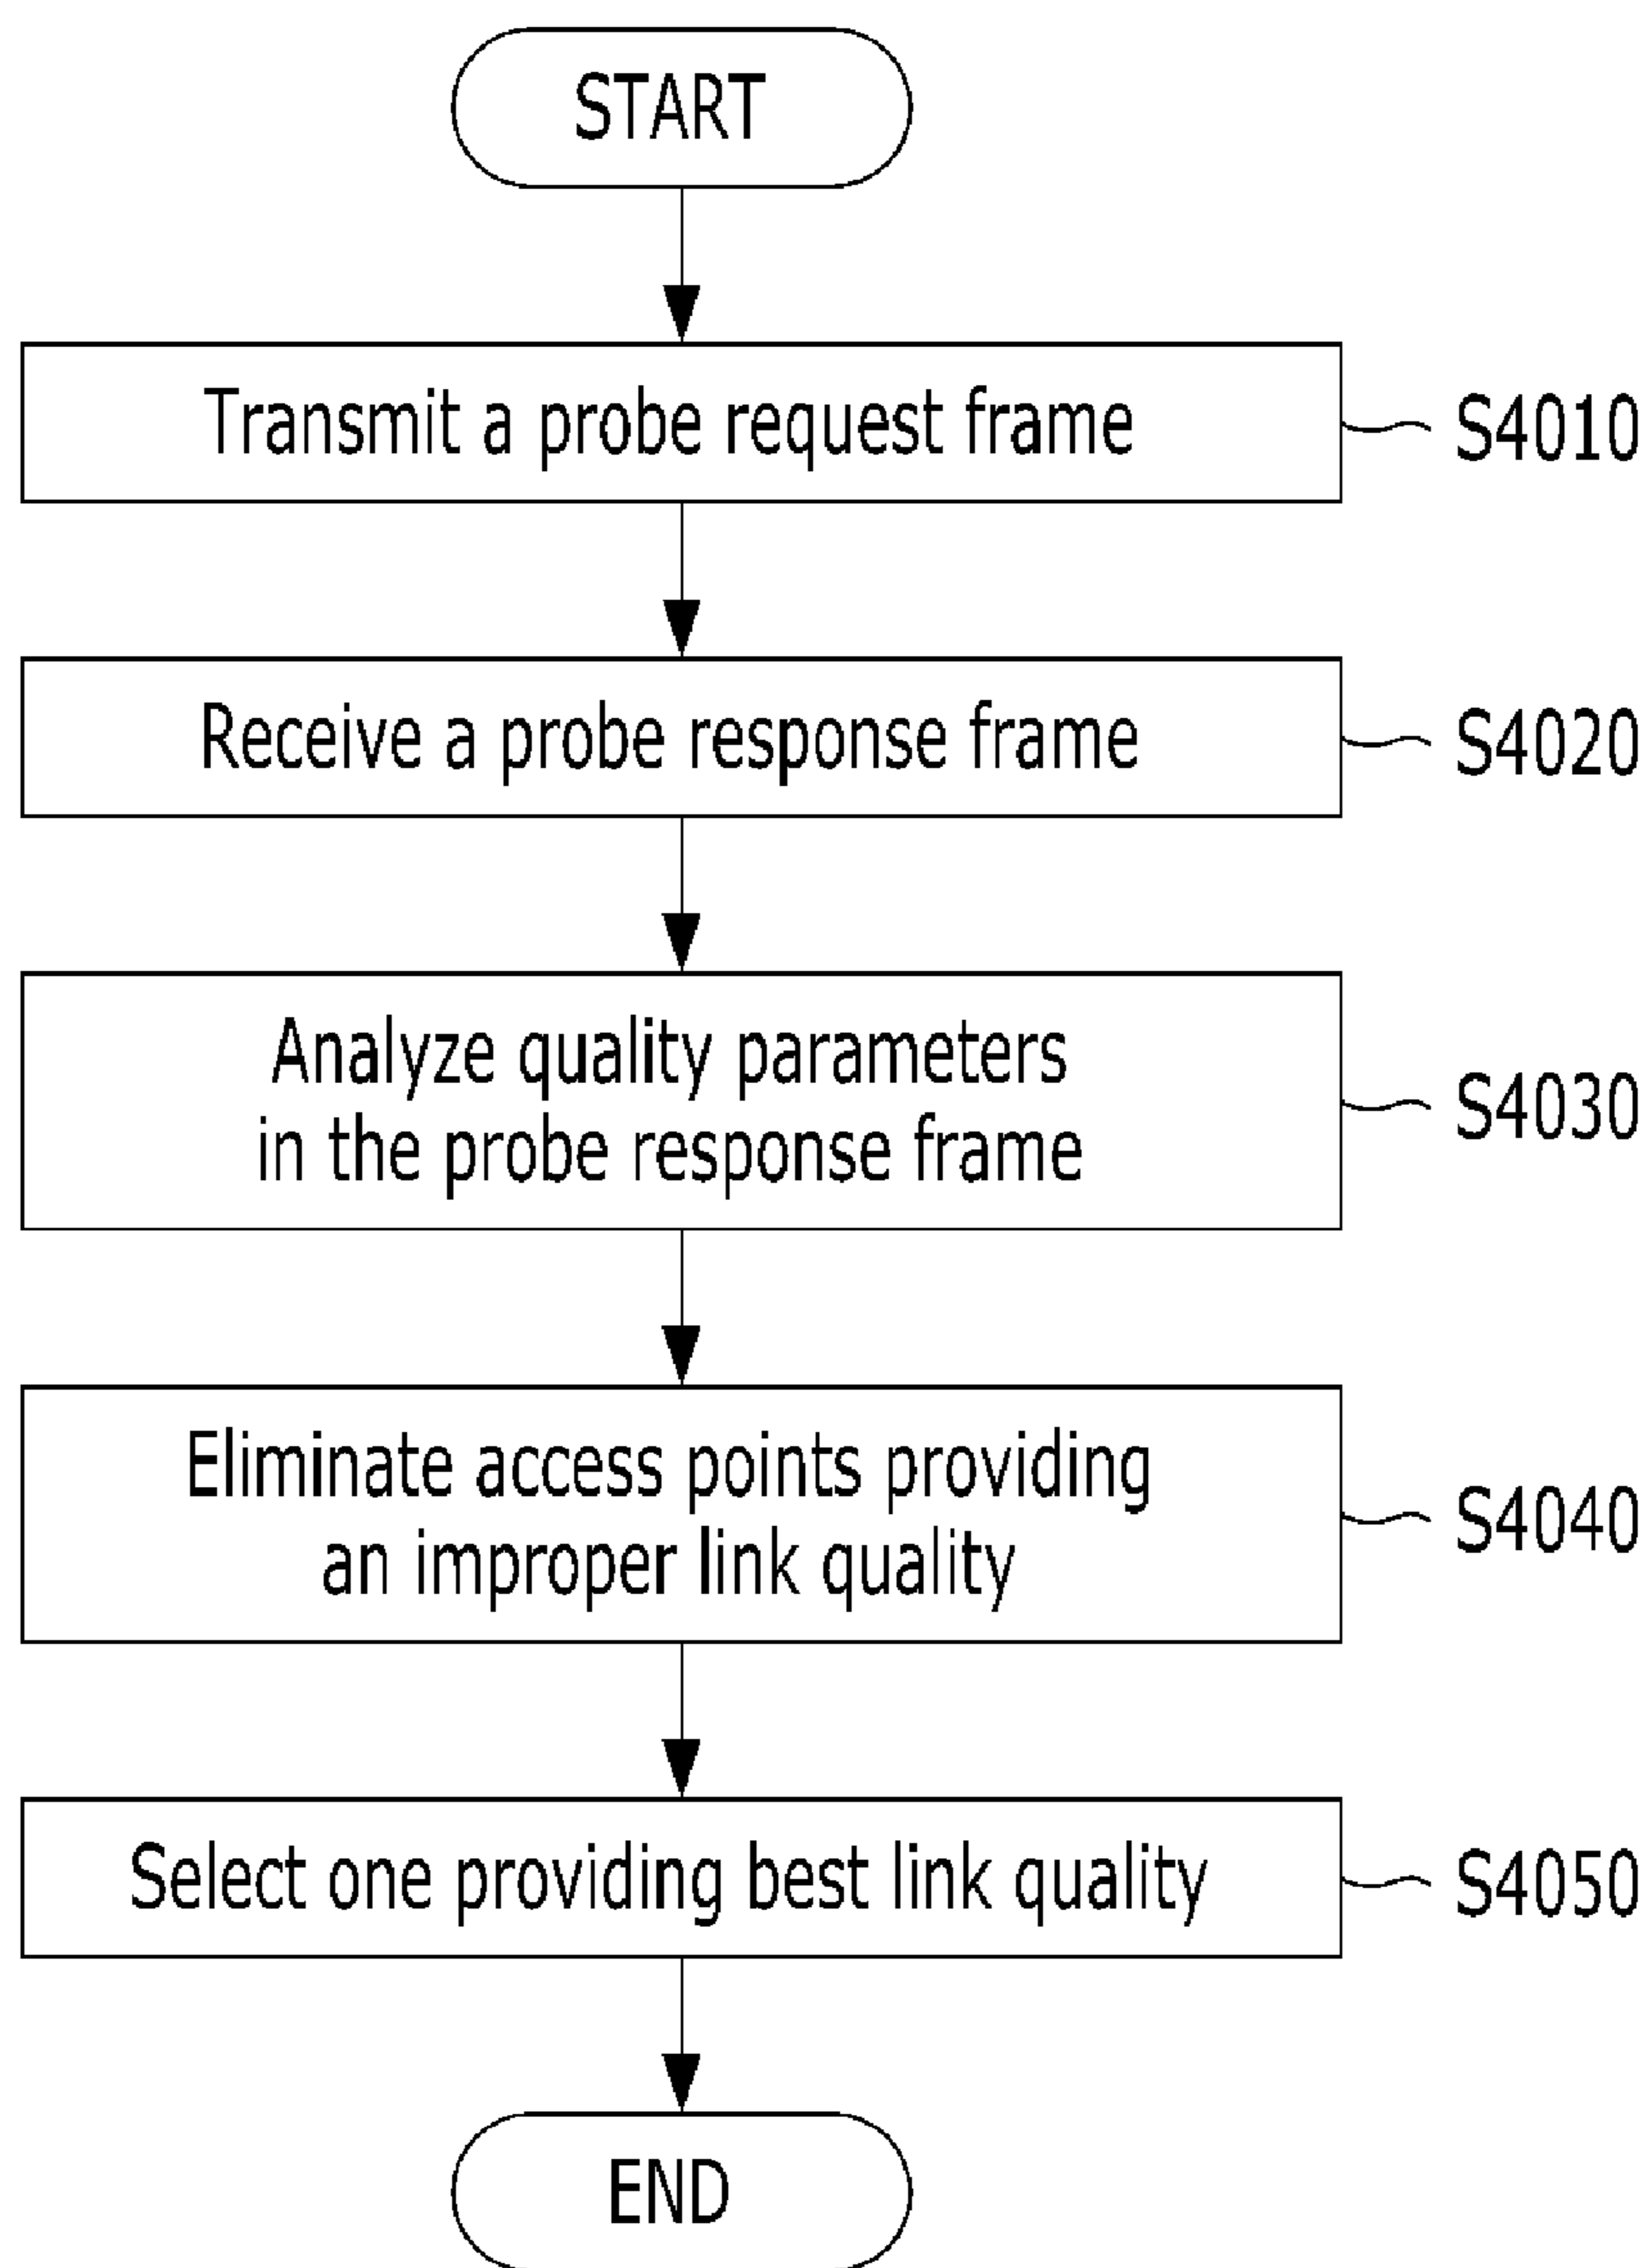 START
Transmit a probe request frame
S4010
Receive a probe response frame
S4020
Analyze quality parameters
in the probe response frame
S4030
Eliminate access points providing
an improper link quality
S4040
Select one providing best link quality
S4050
END